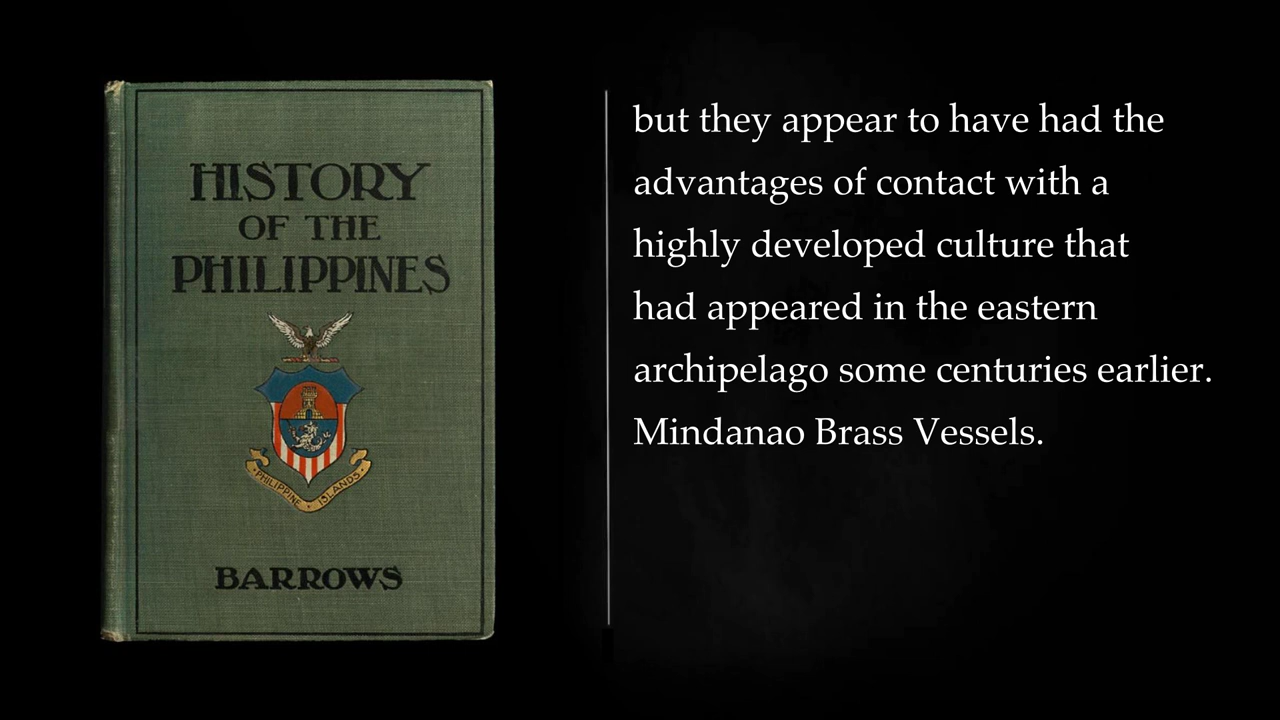 HISTORY
OF THE
PHILIPPINES
PHILIPPINE ISLANDS
BARROWS
but they appear to have had the
advantages of contact with a
highly developed culture that
had appeared in the eastern
archipelago some centuries earlier.
Mindanao Brass Vessels.